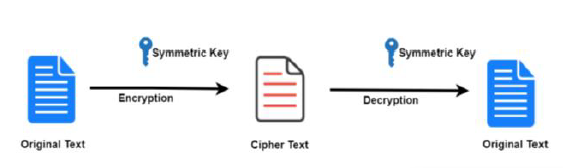 Symmetric Key
Symmetric Key
Encryption
Decryption
Original Text
Cipher Text
Original Text